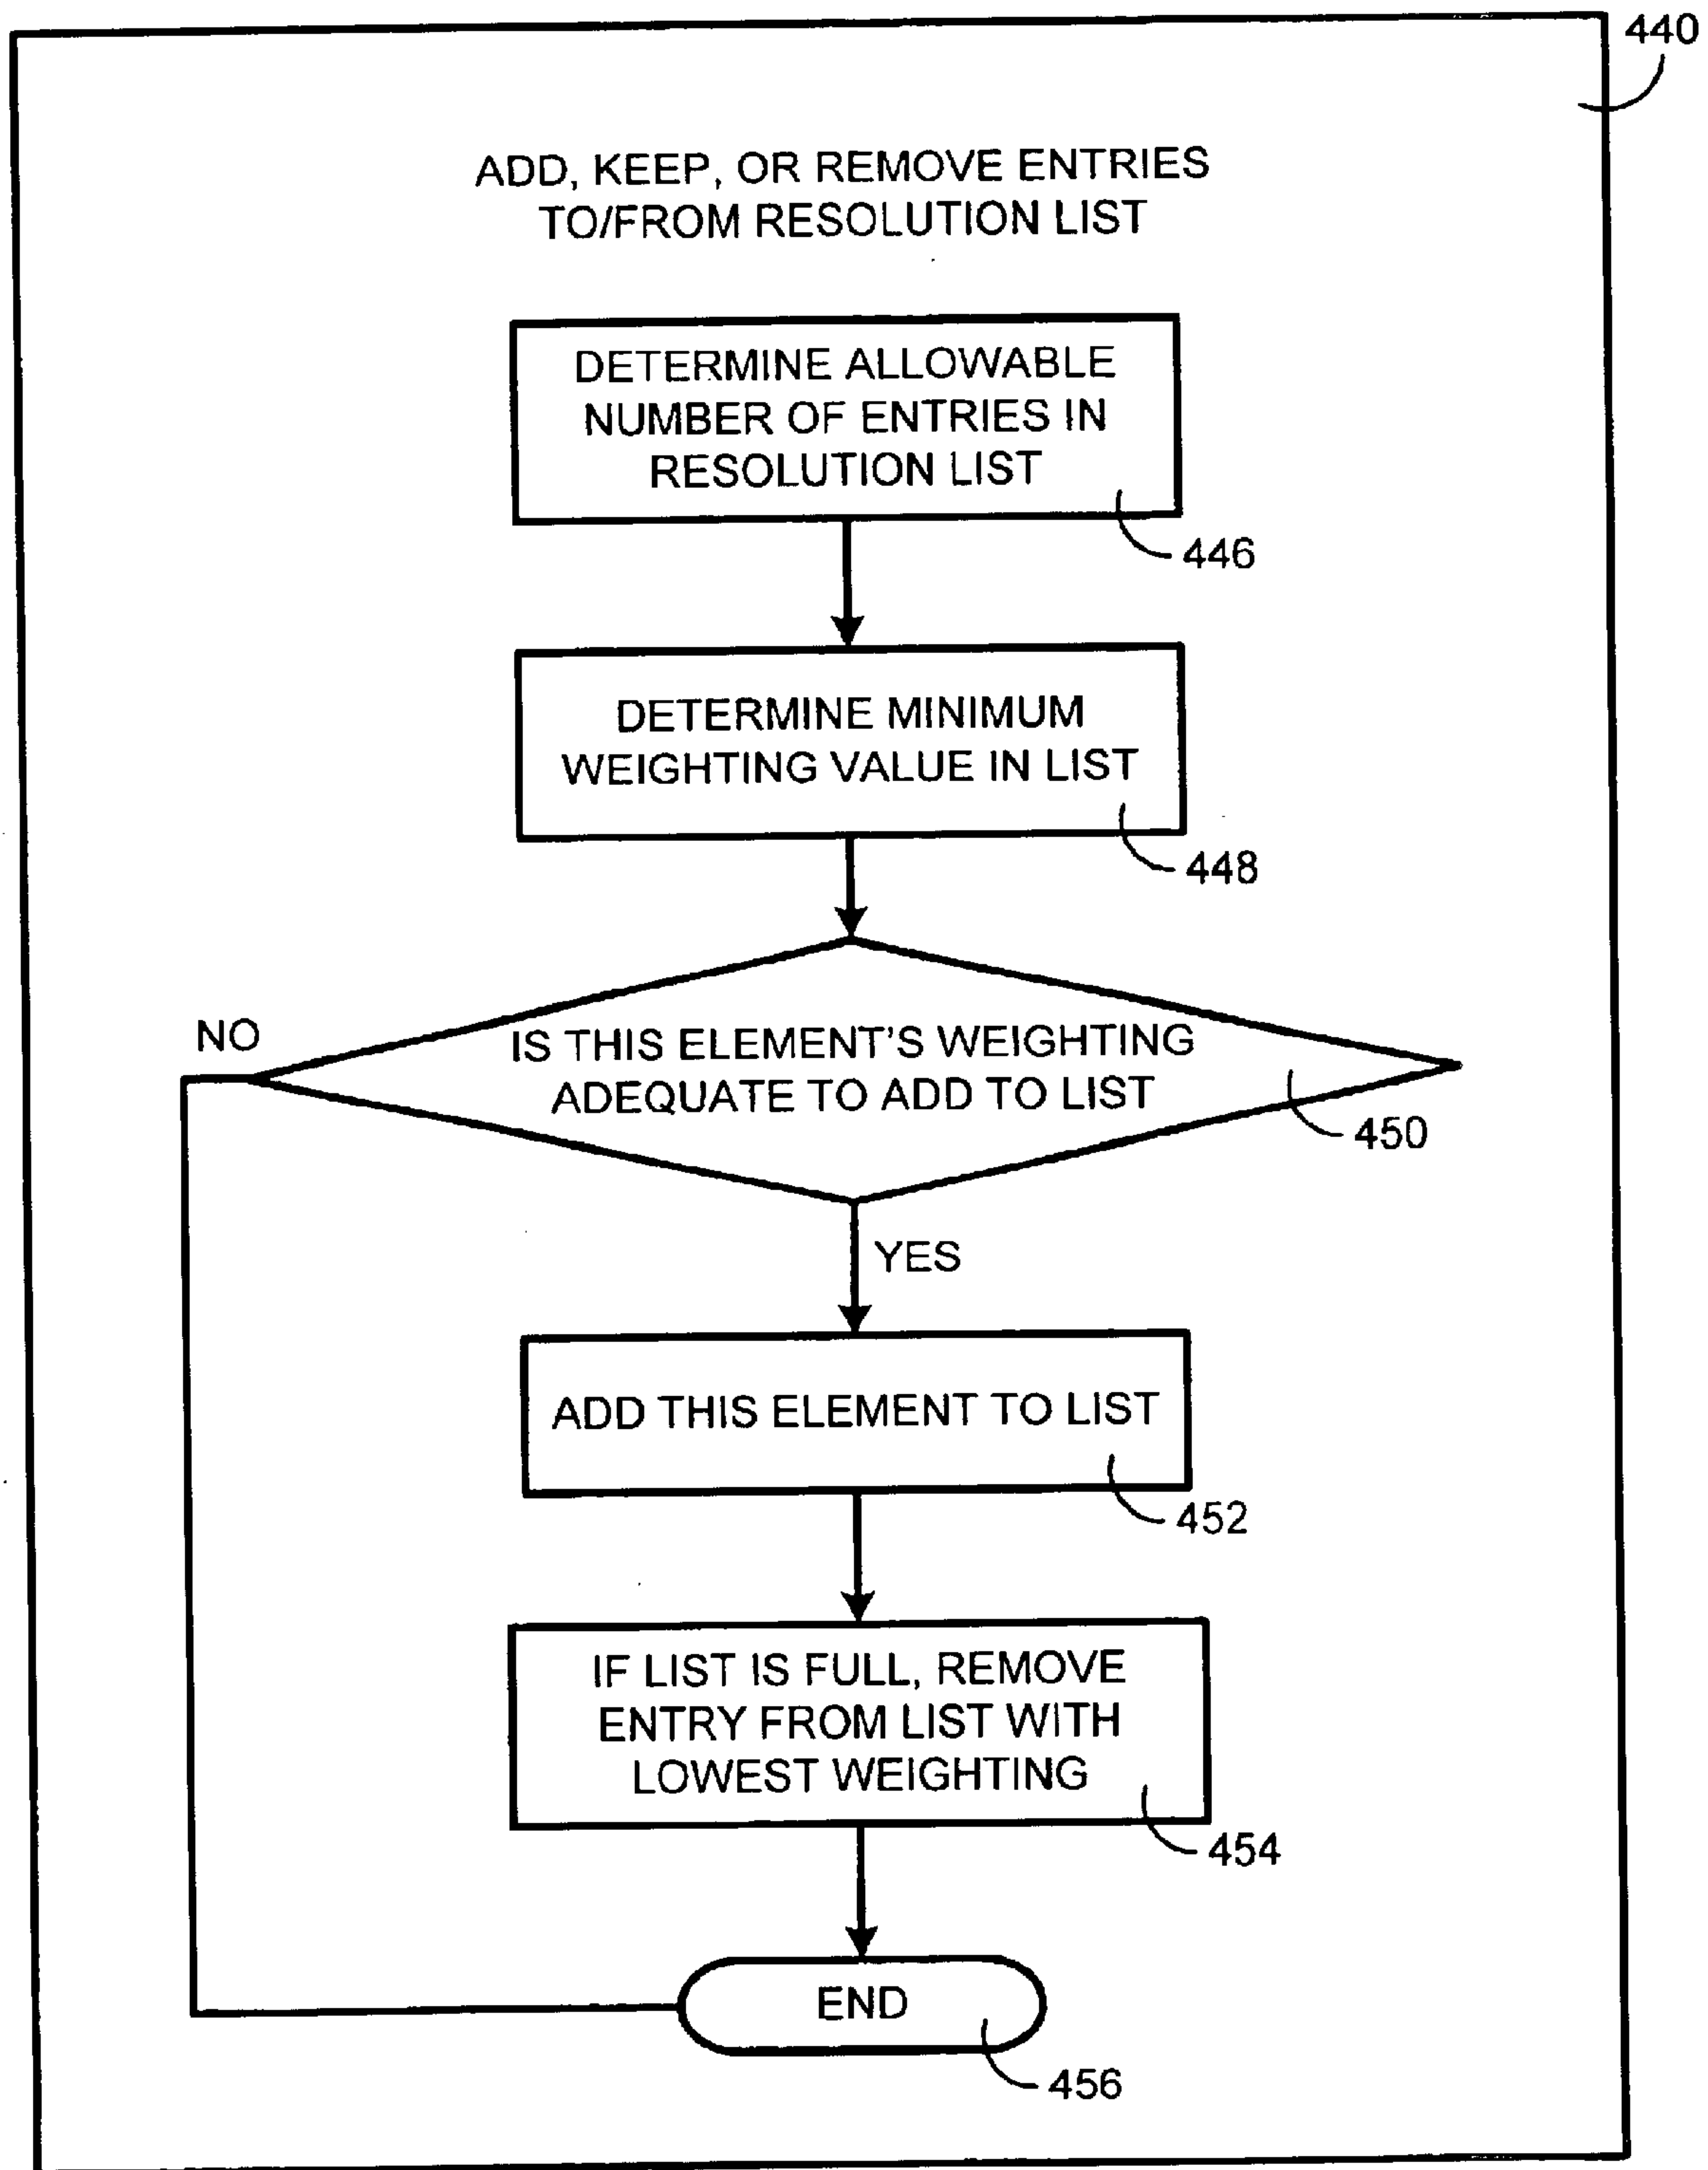 440
ADD, KEEP, OR REMOVE ENTRIES
TO/FROM RESOLUTION LIST
DETERMINE ALLOWABLE
NUMBER OF ENTRIES IN
RESOLUTION LIST
446
DETERMINE MINIMUM
WEIGHTING VALUE IN LIST
448
NO
IS THIS ELEMENT'S WEIGHTING
ADEQUATE TO ADD TO LIST
450
YES
ADD THIS ELEMENT TO LIST
452
IF LIST IS FULL, REMOVE
ENTRY FROM LIST WITH
LOWEST WEIGHTING
454
END
456